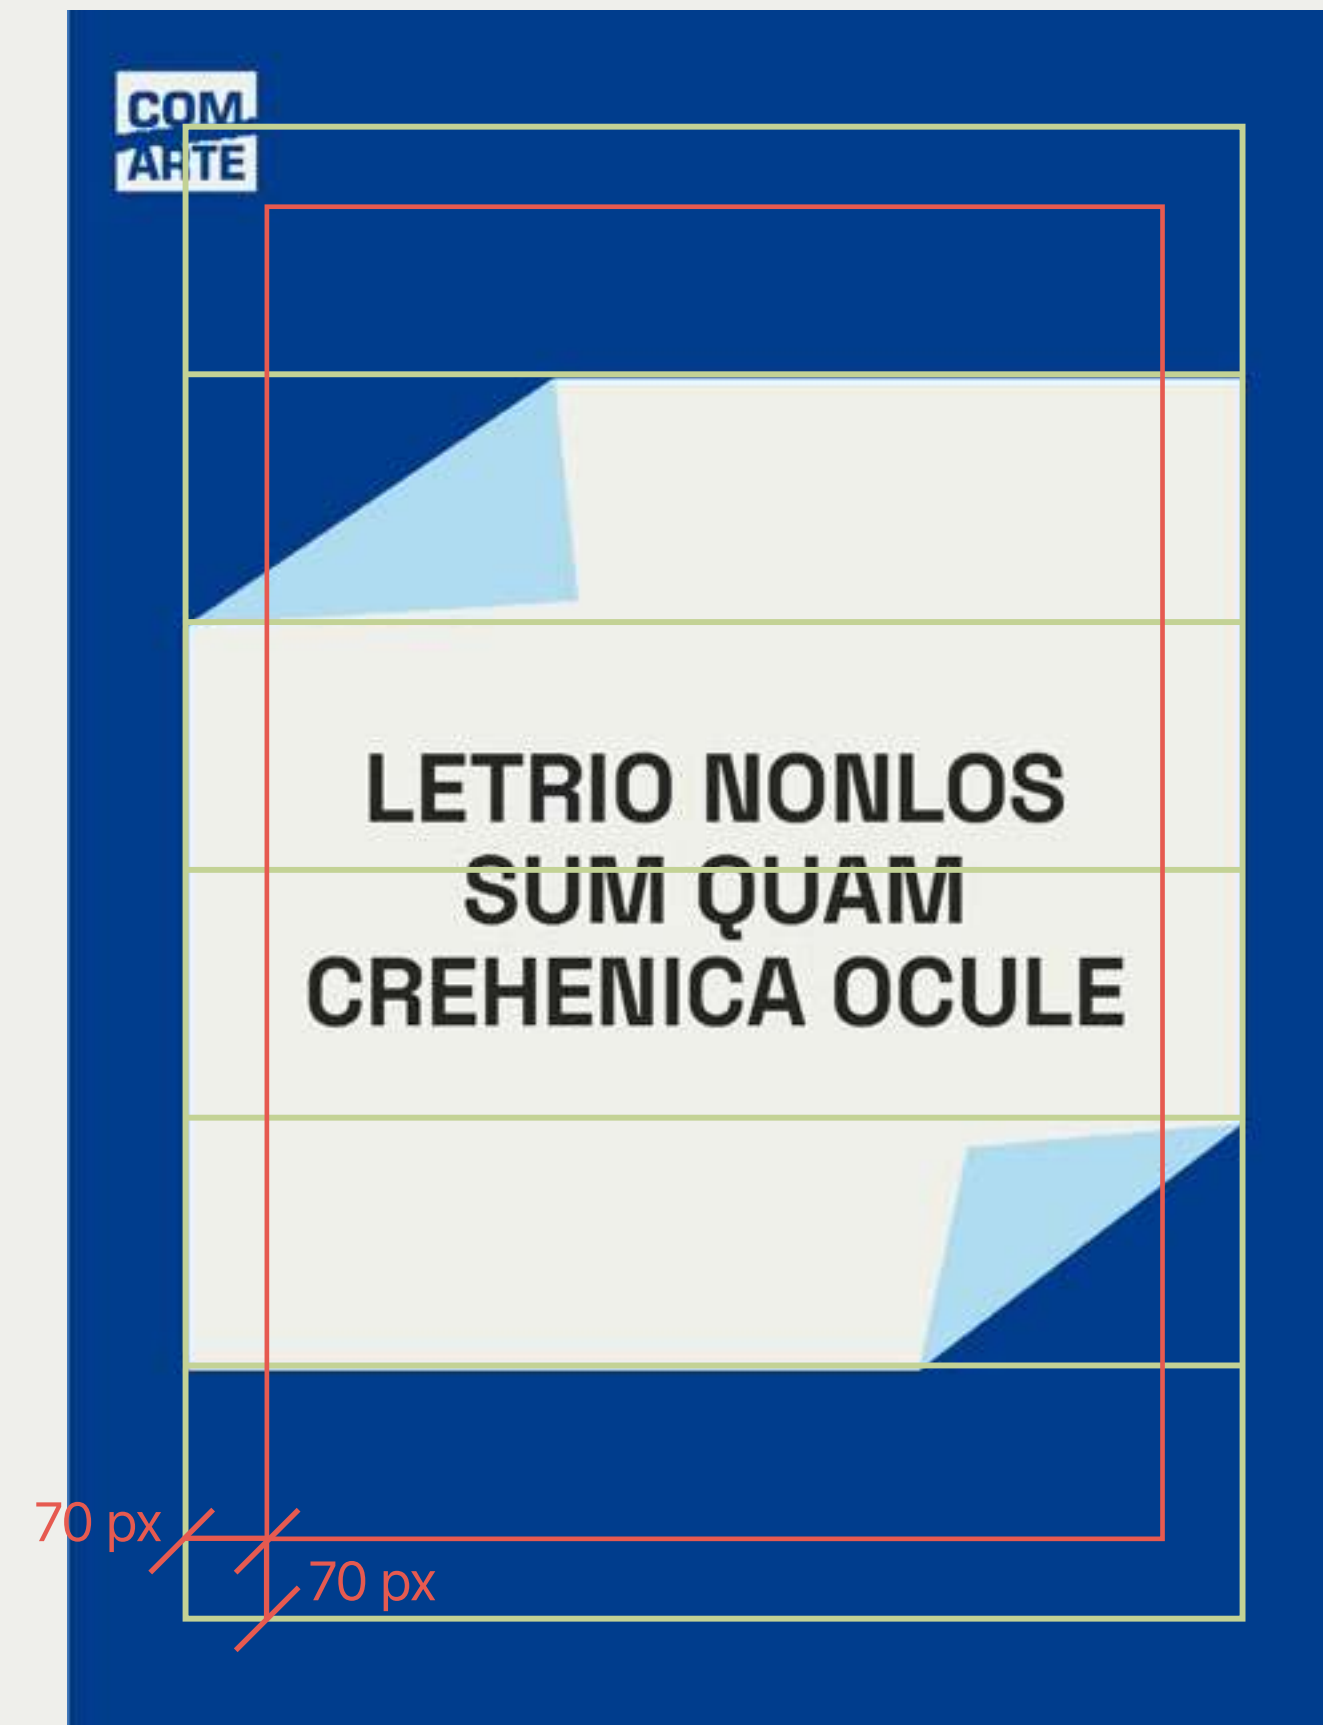 COM
ARTE
LETRIO NONLOS
SUM QUAM
CREHENICA OCULE
70 px
70 px